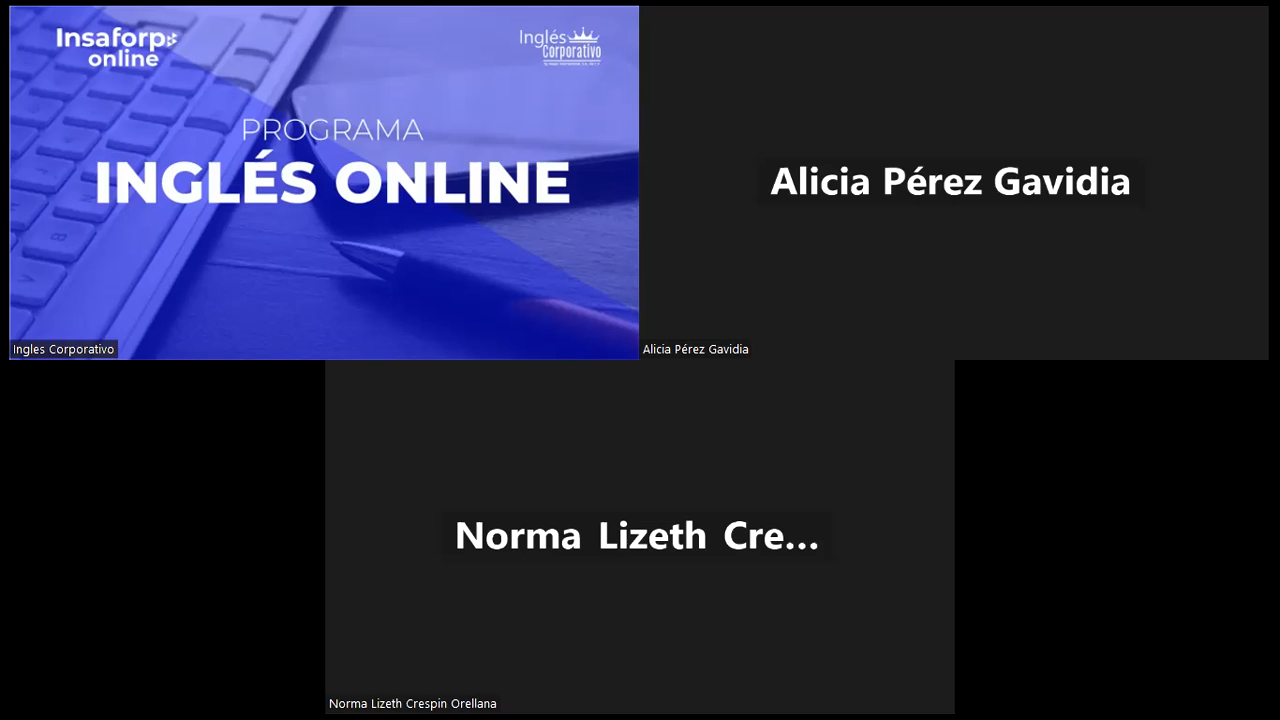 Insaforp
online
Inglés
Corporativo
PROGRAMA
INGLÉS ONLINE
Ingles Corporativo
Alicia Pérez Gavidia
Alicia Pérez Gavidia
Norma Lizeth Cre...
Norma Lizeth Crespin Orellana